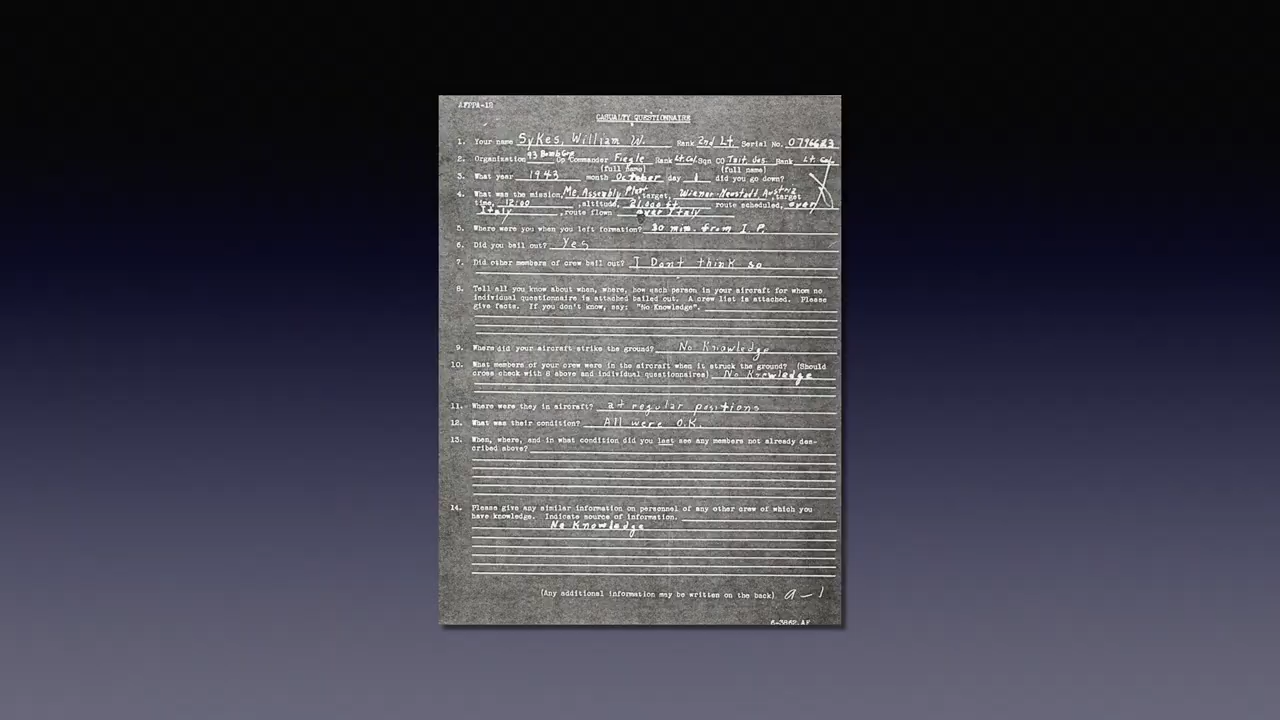 AFPPA-12
CASUALTY QUESTIONNAIRE
1. Your name Sykes, William W. Rank 2nd Lt. Serial No.
2. Organization 93 Bomb Grp Commander Rank Lt. Col. Sqn CO Rank Lt. Col.
(full name) (full name)
3. What year 1943 month October day 1 did you go down?
4. What was the mission, Me. Assembly Plant, target, Wiener Neustadt, Austria, target
time, 12:00, altitude, 21,000 ft. route scheduled, over
Italy, route flown over Italy
5. Where were you when you left formation? 30 min. from I.P.
6. Did you bail out? Yes
7. Did other members of crew bail out? I Dont think so
8. Tell all you know about when, where, how each person in your aircraft for whom no
individual questionnaire is attached bailed out. A crew list is attached. Please
give facts. If you don't know, say: "No Knowledge".
9. Where did your aircraft strike the ground? No Knowledge
10. What members of your crew were in the aircraft when it struck the ground? (Should
cross check with 8 above and individual questionnaires) No Knowledge
11. Where were they in aircraft? at regular positions
12. What was their condition? All were O.K.
13. When, where, and in what condition did you last see any members not already des-
cribed above?
14. Please give any similar information on personnel of any other crew of which you
have knowledge. Indicate source of information.
No Knowledge
(Any additional information may be written on the back) a-1
6-3862,AF